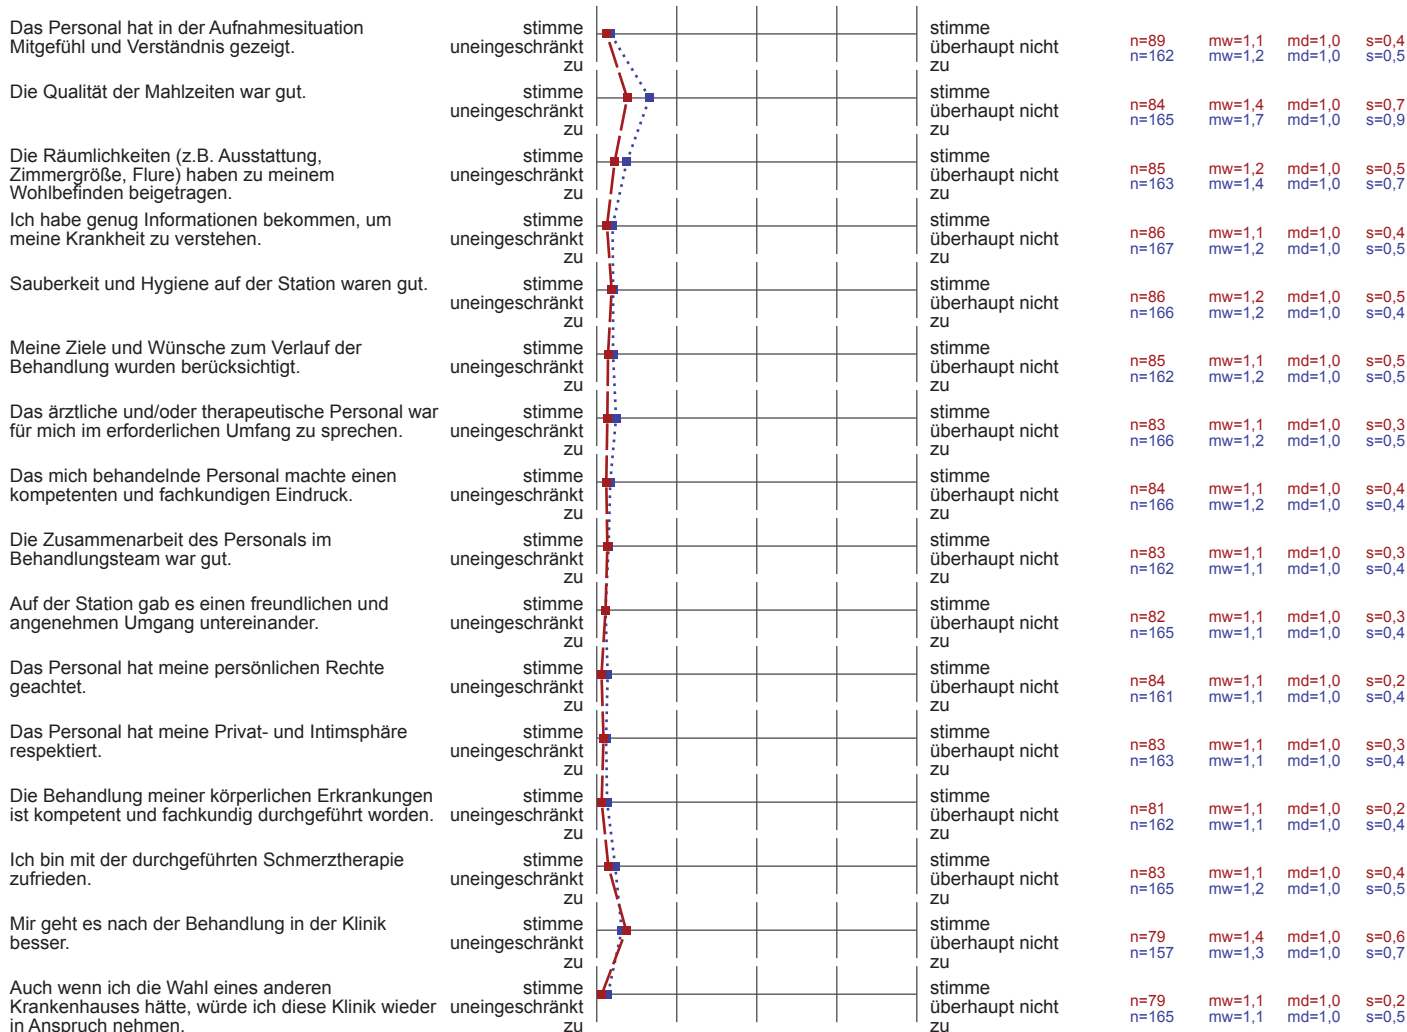 Das Personal hat in der Aufnahmesituation
Mitgefühl und Verständnis gezeigt.
stimme
uneingeschränkt
zu
stimme
überhaupt nicht
zu
n=89 mw=1,1 md=1,0 s=0,4
n=162 mw=1,2 md=1,0 s=0,5
Die Qualität der Mahlzeiten war gut.
stimme
uneingeschränkt
zu
stimme
überhaupt nicht
zu
n=84 mw=1,4 md=1,0 s=0,7
n=165 mw=1,7 md=1,0 s=0,9
Die Räumlichkeiten (z.B. Ausstattung,
Zimmergröße, Flure) haben zu meinem
Wohlbefinden beigetragen.
stimme
uneingeschränkt
zu
stimme
überhaupt nicht
zu
n=85 mw=1,2 md=1,0 s=0,5
n=163 mw=1,4 md=1,0 s=0,7
Ich habe genug Informationen bekommen, um
meine Krankheit zu verstehen.
stimme
uneingeschränkt
zu
stimme
überhaupt nicht
zu
n=86 mw=1,1 md=1,0 s=0,4
n=167 mw=1,2 md=1,0 s=0,5
Sauberkeit und Hygiene auf der Station waren gut.
stimme
uneingeschränkt
zu
stimme
überhaupt nicht
zu
n=86 mw=1,2 md=1,0 s=0,5
n=166 mw=1,2 md=1,0 s=0,4
Meine Ziele und Wünsche zum Verlauf der
Behandlung wurden berücksichtigt.
stimme
uneingeschränkt
zu
stimme
überhaupt nicht
zu
n=85 mw=1,1 md=1,0 s=0,5
n=162 mw=1,2 md=1,0 s=0,5
Das ärztliche und/oder therapeutische Personal war
für mich im erforderlichen Umfang zu sprechen.
stimme
uneingeschränkt
zu
stimme
überhaupt nicht
zu
n=83 mw=1,1 md=1,0 s=0,3
n=166 mw=1,2 md=1,0 s=0,5
Das mich behandelnde Personal machte einen
kompetenten und fachkundigen Eindruck.
stimme
uneingeschränkt
zu
stimme
überhaupt nicht
zu
n=84 mw=1,1 md=1,0 s=0,4
n=166 mw=1,2 md=1,0 s=0,4
Die Zusammenarbeit des Personals im
Behandlungsteam war gut.
stimme
uneingeschränkt
zu
stimme
überhaupt nicht
zu
n=83 mw=1,1 md=1,0 s=0,3
n=162 mw=1,1 md=1,0 s=0,4
Auf der Station gab es einen freundlichen und
angenehmen Umgang untereinander.
stimme
uneingeschränkt
zu
stimme
überhaupt nicht
zu
n=82 mw=1,1 md=1,0 s=0,3
n=165 mw=1,1 md=1,0 s=0,4
Das Personal hat meine persönlichen Rechte
geachtet.
stimme
uneingeschränkt
zu
stimme
überhaupt nicht
zu
n=84 mw=1,1 md=1,0 s=0,2
n=161 mw=1,1 md=1,0 s=0,4
Das Personal hat meine Privat- und Intimsphäre
respektiert.
stimme
uneingeschränkt
zu
stimme
überhaupt nicht
zu
n=83 mw=1,1 md=1,0 s=0,3
n=163 mw=1,1 md=1,0 s=0,4
Die Behandlung meiner körperlichen Erkrankungen
ist kompetent und fachkundig durchgeführt worden.
stimme
uneingeschränkt
zu
stimme
überhaupt nicht
zu
n=81 mw=1,1 md=1,0 s=0,2
n=162 mw=1,1 md=1,0 s=0,4
Ich bin mit der durchgeführten Schmerztherapie
zufrieden.
stimme
uneingeschränkt
zu
stimme
überhaupt nicht
zu
n=83 mw=1,1 md=1,0 s=0,4
n=165 mw=1,2 md=1,0 s=0,5
Mir geht es nach der Behandlung in der Klinik
besser.
stimme
uneingeschränkt
zu
stimme
überhaupt nicht
zu
n=79 mw=1,4 md=1,0 s=0,6
n=157 mw=1,3 md=1,0 s=0,7
Auch wenn ich die Wahl eines anderen
Krankenhauses hätte, würde ich diese Klinik wieder
in Anspruch nehmen.
stimme
uneingeschränkt
zu
stimme
überhaupt nicht
zu
n=79 mw=1,1 md=1,0 s=0,2
n=165 mw=1,1 md=1,0 s=0,5